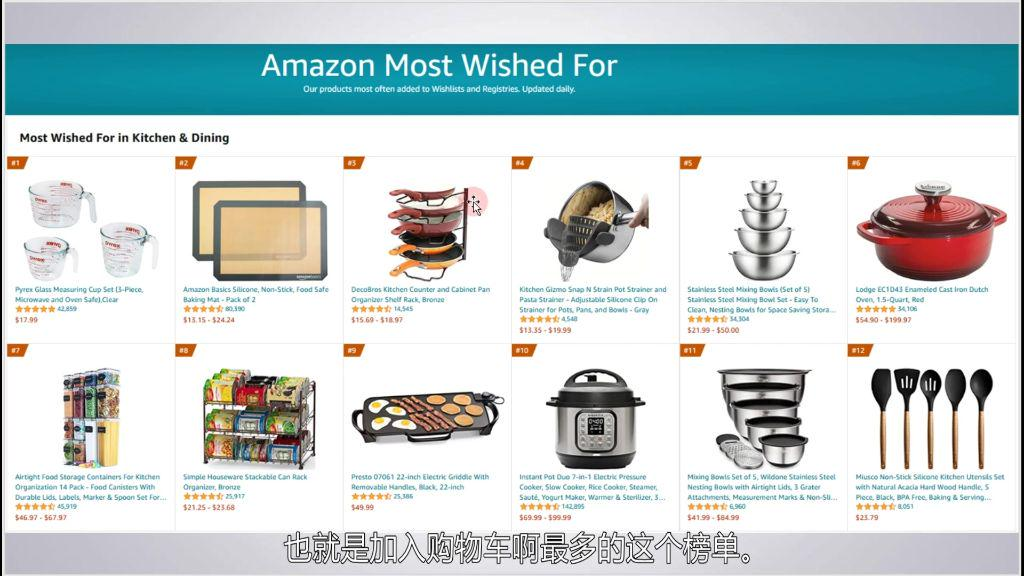 Amazon Most Wished For
Our products most often added to Wishlists and Registries. Updated daily.
Most Wished For in Kitchen & Dining
#1
#2
#3
#4
#5
#6
Pyrex Glass Measuring Cup Set (3-Piece,
Microwave and Oven Safe),Clear
42,859
$17.99
Amazon Basics Silicone, Non-Stick, Food Safe
Baking Mat - Pack of 2
80,390
$13.15 - $24.24
DecoBros Kitchen Counter and Cabinet Pan
Organizer Shelf Rack, Bronze
14,545
$15.69 - $18.97
Kitchen Gizmo Snap N Strain Pot Strainer and
Pasta Strainer - Adjustable Silicone Clip On
Strainer for Pots, Pans, and Bowls - Gray
4,548
$13.35 - $19.99
Stainless Steel Mixing Bowls (Set of 5)
Stainless Steel Mixing Bowl Set - Easy To
Clean, Nesting Bowls for Space Saving Stora...
34,304
$21.99 - $50.00
Lodge EC1D43 Enameled Cast Iron Dutch
Oven, 1.5-Quart, Red
34,106
$54.90 - $199.97
#7
#8
#9
#10
#11
#12
Airtight Food Storage Containers For Kitchen
Organization 14 Pack - Food Canisters With
Durable Lids, Labels, Marker & Spoon Set For...
45,919
$46.97 - $67.97
Simple Houseware Stackable Can Rack
Organizer, Bronze
25,917
$21.25 - $23.68
Presto 07061 22-inch Electric Griddle With
Removable Handles, Black, 22-inch
25,386
$49.99
Instant Pot Duo 7-in-1 Electric Pressure
Cooker, Slow Cooker, Rice Cooker, Steamer,
Sauté, Yogurt Maker, Warmer & Sterilizer, 3...
142,895
$69.99 - $99.99
Mixing Bowls Set of 5, Wildone Stainless Steel
Nesting Bowls with Airtight Lids, 3 Grater
Attachments, Measurement Marks & Non-Sli...
6,960
$41.99 - $84.99
Miusco Non-Stick Silicone Kitchen Utensils Set
with Natural Acacia Hard Wood Handle, 5
Piece, Black, BPA Free, Baking & Serving...
8,051
$23.79
也就是加入购物车啊最多的这个榜单。